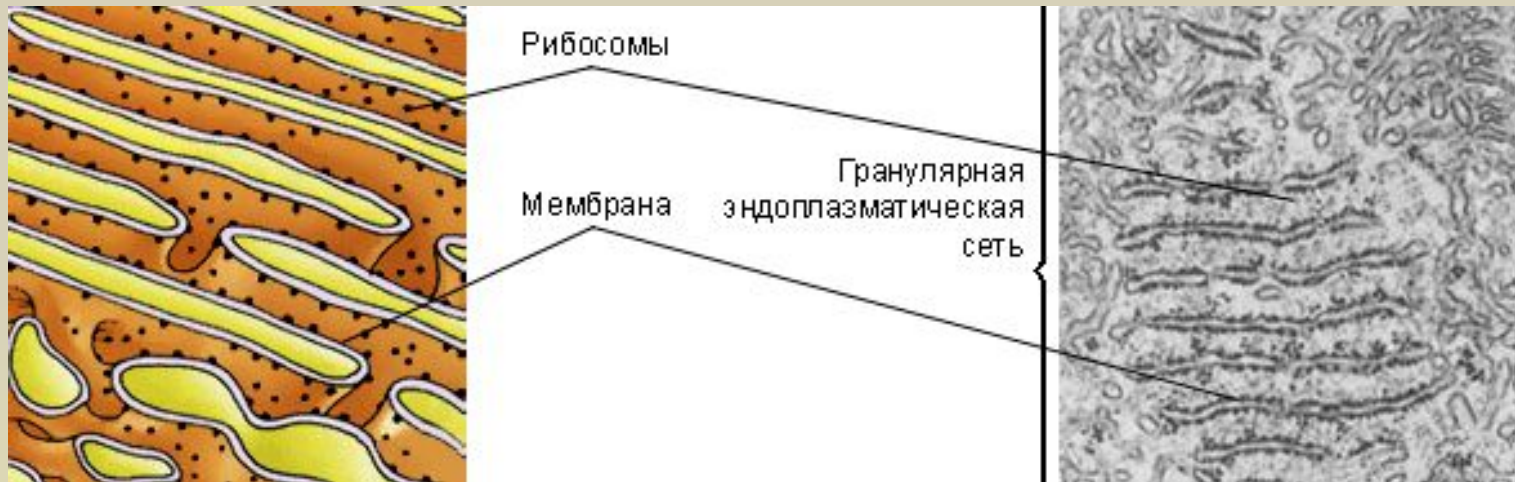 Рибосомы
Мембрана
Гранулярная
эндоплазматическая
сеть